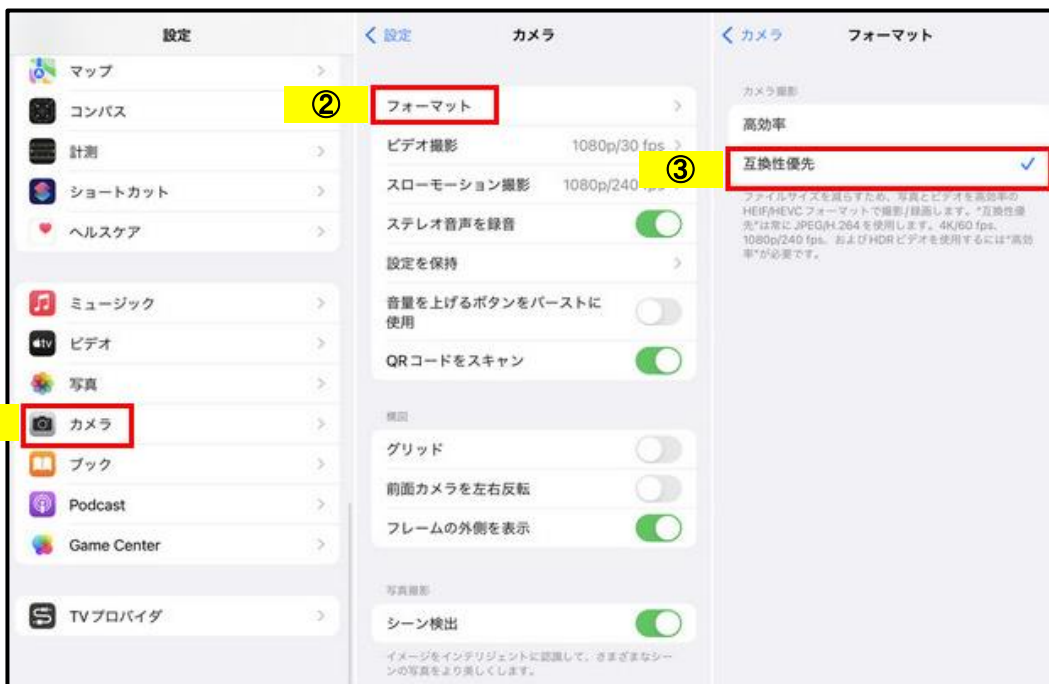 設定
マップ
コンパス
計測
ショートカット
ヘルスケア
ミュージック
ビデオ
写真
カメラ
ブック
Podcast
Game Center
TVプロバイダ
設定
カメラ
②
フォーマット
ビデオ撮影 1080p/30 fps
スローモーション撮影 1080p/240 fps
ステレオ音声を録音
設定を保持
音量を上げるボタンをバーストに
使用
QRコードをスキャン
構図
グリッド
前面カメラを左右反転
フレームの外側を表示
写真撮影
シーン検出
イメージをインテリジェントに認識して、さまざまなシー
ンの写真をより美しくします。
カメラ
フォーマット
カメラ撮影
高効率
③
互換性優先
ファイルサイズを減らすため、写真とビデオを高効率の
HEIF/HEVCフォーマットで撮影/録画します。"互換性優
先"は常にJPEG/H.264を使用します。4K/60 fps、
1080p/240 fps、およびHDRビデオを使用するには"高効
率"が必要です。